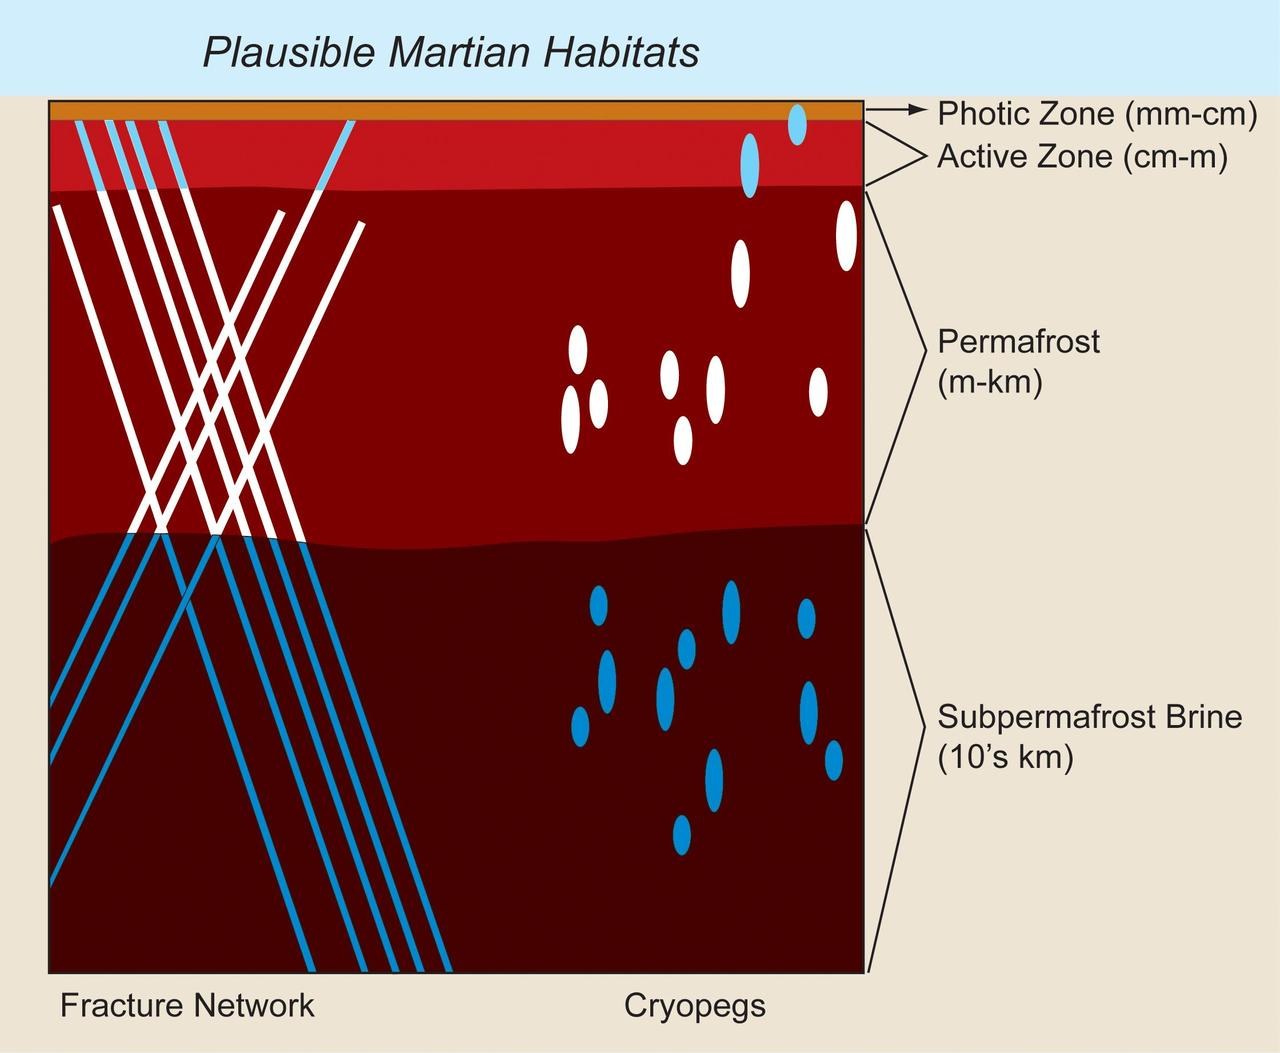 Plausible Martian Habitats
Photic Zone (mm-cm)
Active Zone (cm-m)
Permafrost
(m-km)
Subpermafrost Brine
(10’s km)
Fracture Network
Cryopegs